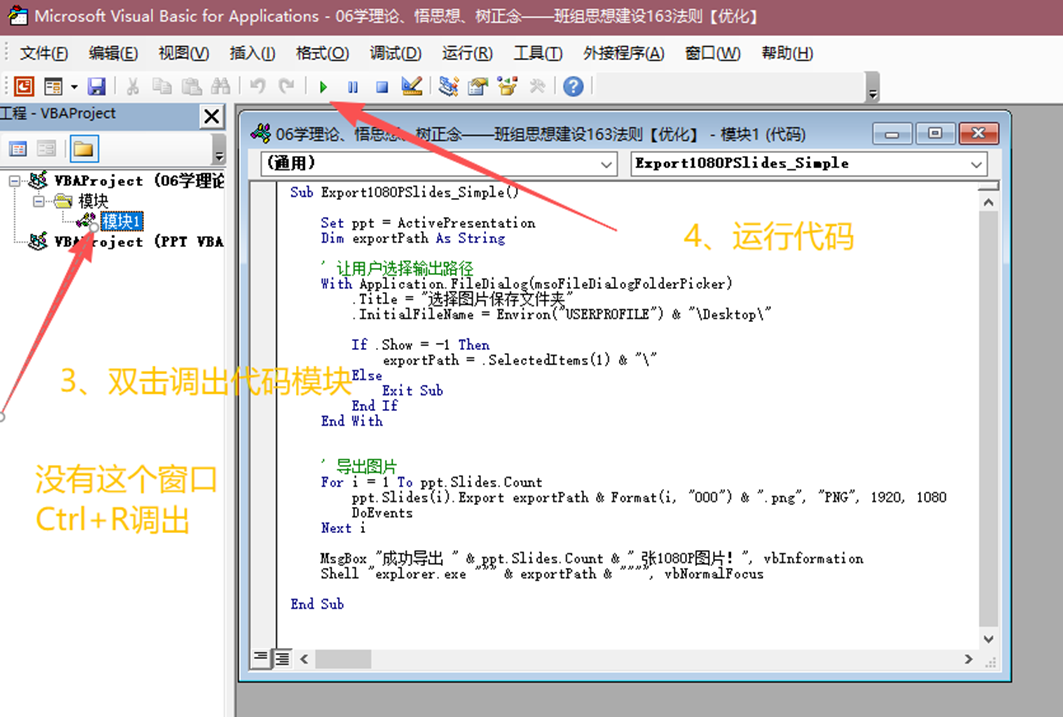 Microsoft Visual Basic for Applications - 06学理论、悟思想、树正念——班组思想建设163法则【优化】
文件(F) 编辑(E) 视图(V) 插入(I) 格式(O) 调试(D) 运行(R) 工具(T) 外接程序(A) 窗口(W) 帮助(H)
工程 - VBAProject
VBAProject (06学理论
模块
模块1
VBAProject (PPT VBA
3、双击调出代码模块
没有这个窗口
Ctrl+R调出
06学理论、悟思想、树正念——班组思想建设163法则【优化】 - 模块1 (代码)
(通用)
Export1080PSlides_Simple
4、运行代码
Sub Export1080PSlides_Simple()
Set ppt = ActivePresentation
Dim exportPath As String
' 让用户选择输出路径
With Application.FileDialog(msoFileDialogFolderPicker)
.Title = "选择图片保存文件夹"
.InitialFileName = Environ("USERPROFILE") & "\Desktop\"
If .Show = -1 Then
exportPath = .SelectedItems(1) & "\"
Else
Exit Sub
End If
End With
' 导出图片
For i = 1 To ppt.Slides.Count
ppt.Slides(i).Export exportPath & Format(i, "000") & ".png", "PNG", 1920, 1080
DoEvents
Next i
MsgBox "成功导出 " & ppt.Slides.Count & " 张1080P图片! ", vbInformation
Shell "explorer.exe """ & exportPath & """", vbNormalFocus
End Sub